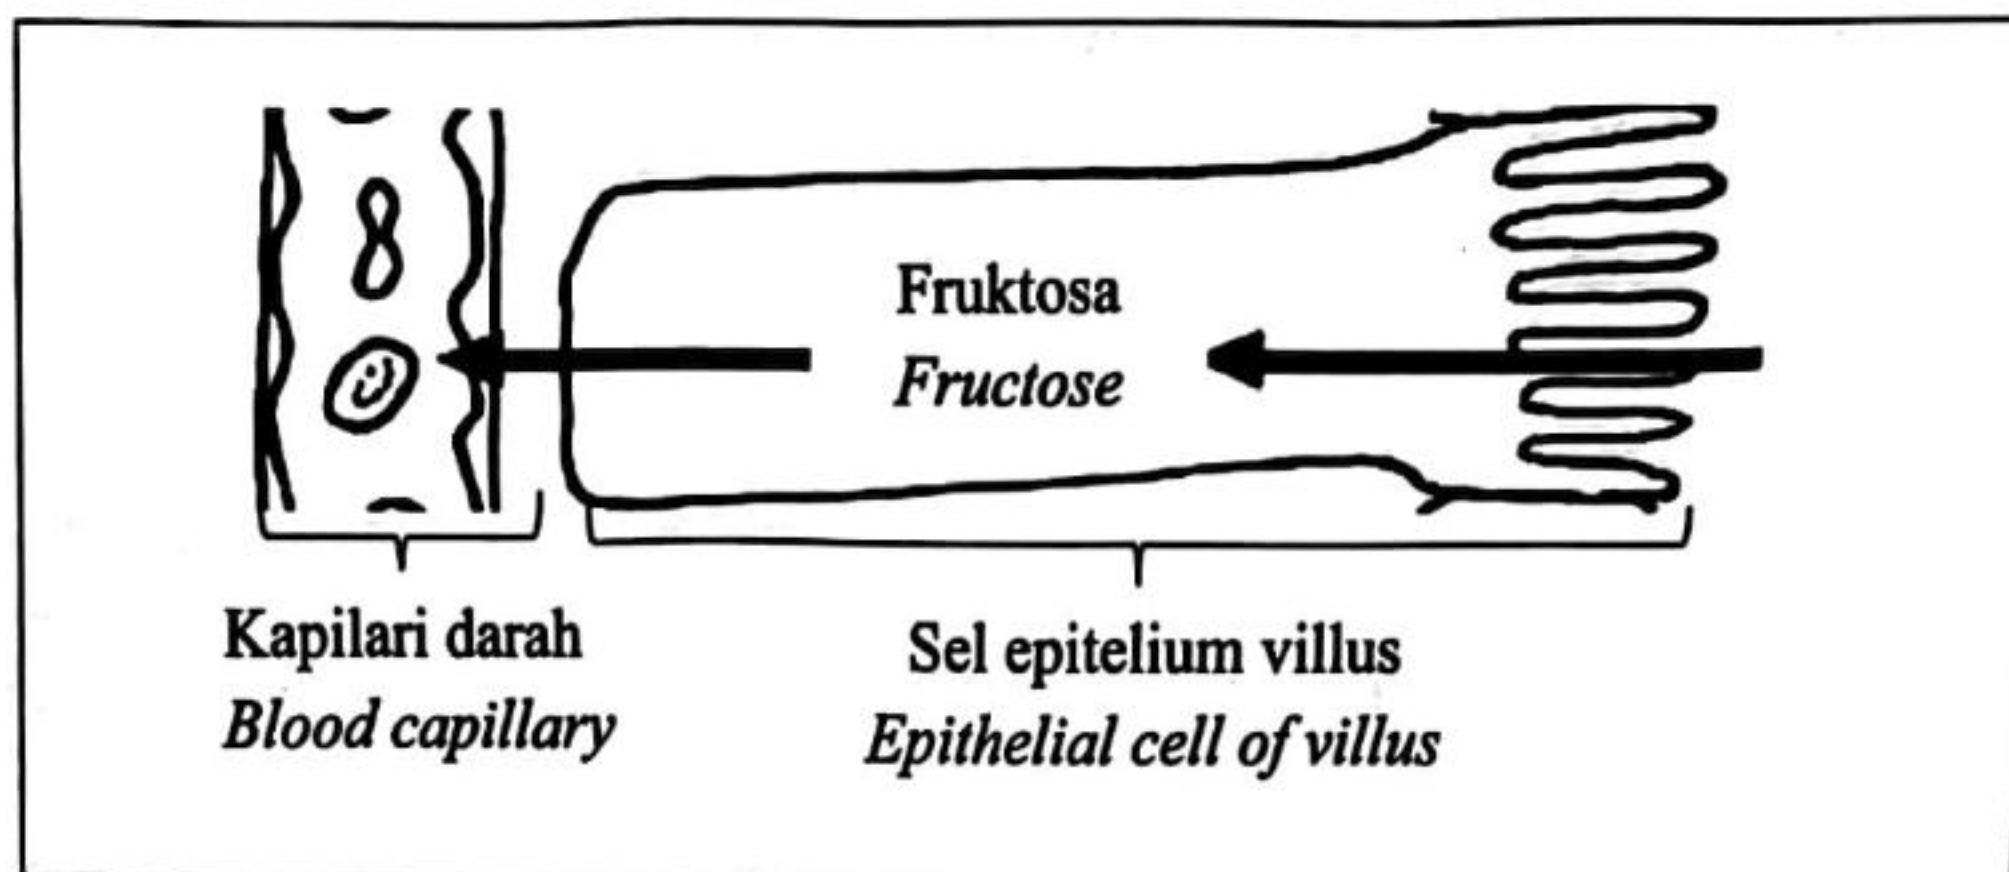 Fruktosa
Fructose
Kapilari darah
Blood capillary
Sel epitelium villus
Epithelial cell of villus